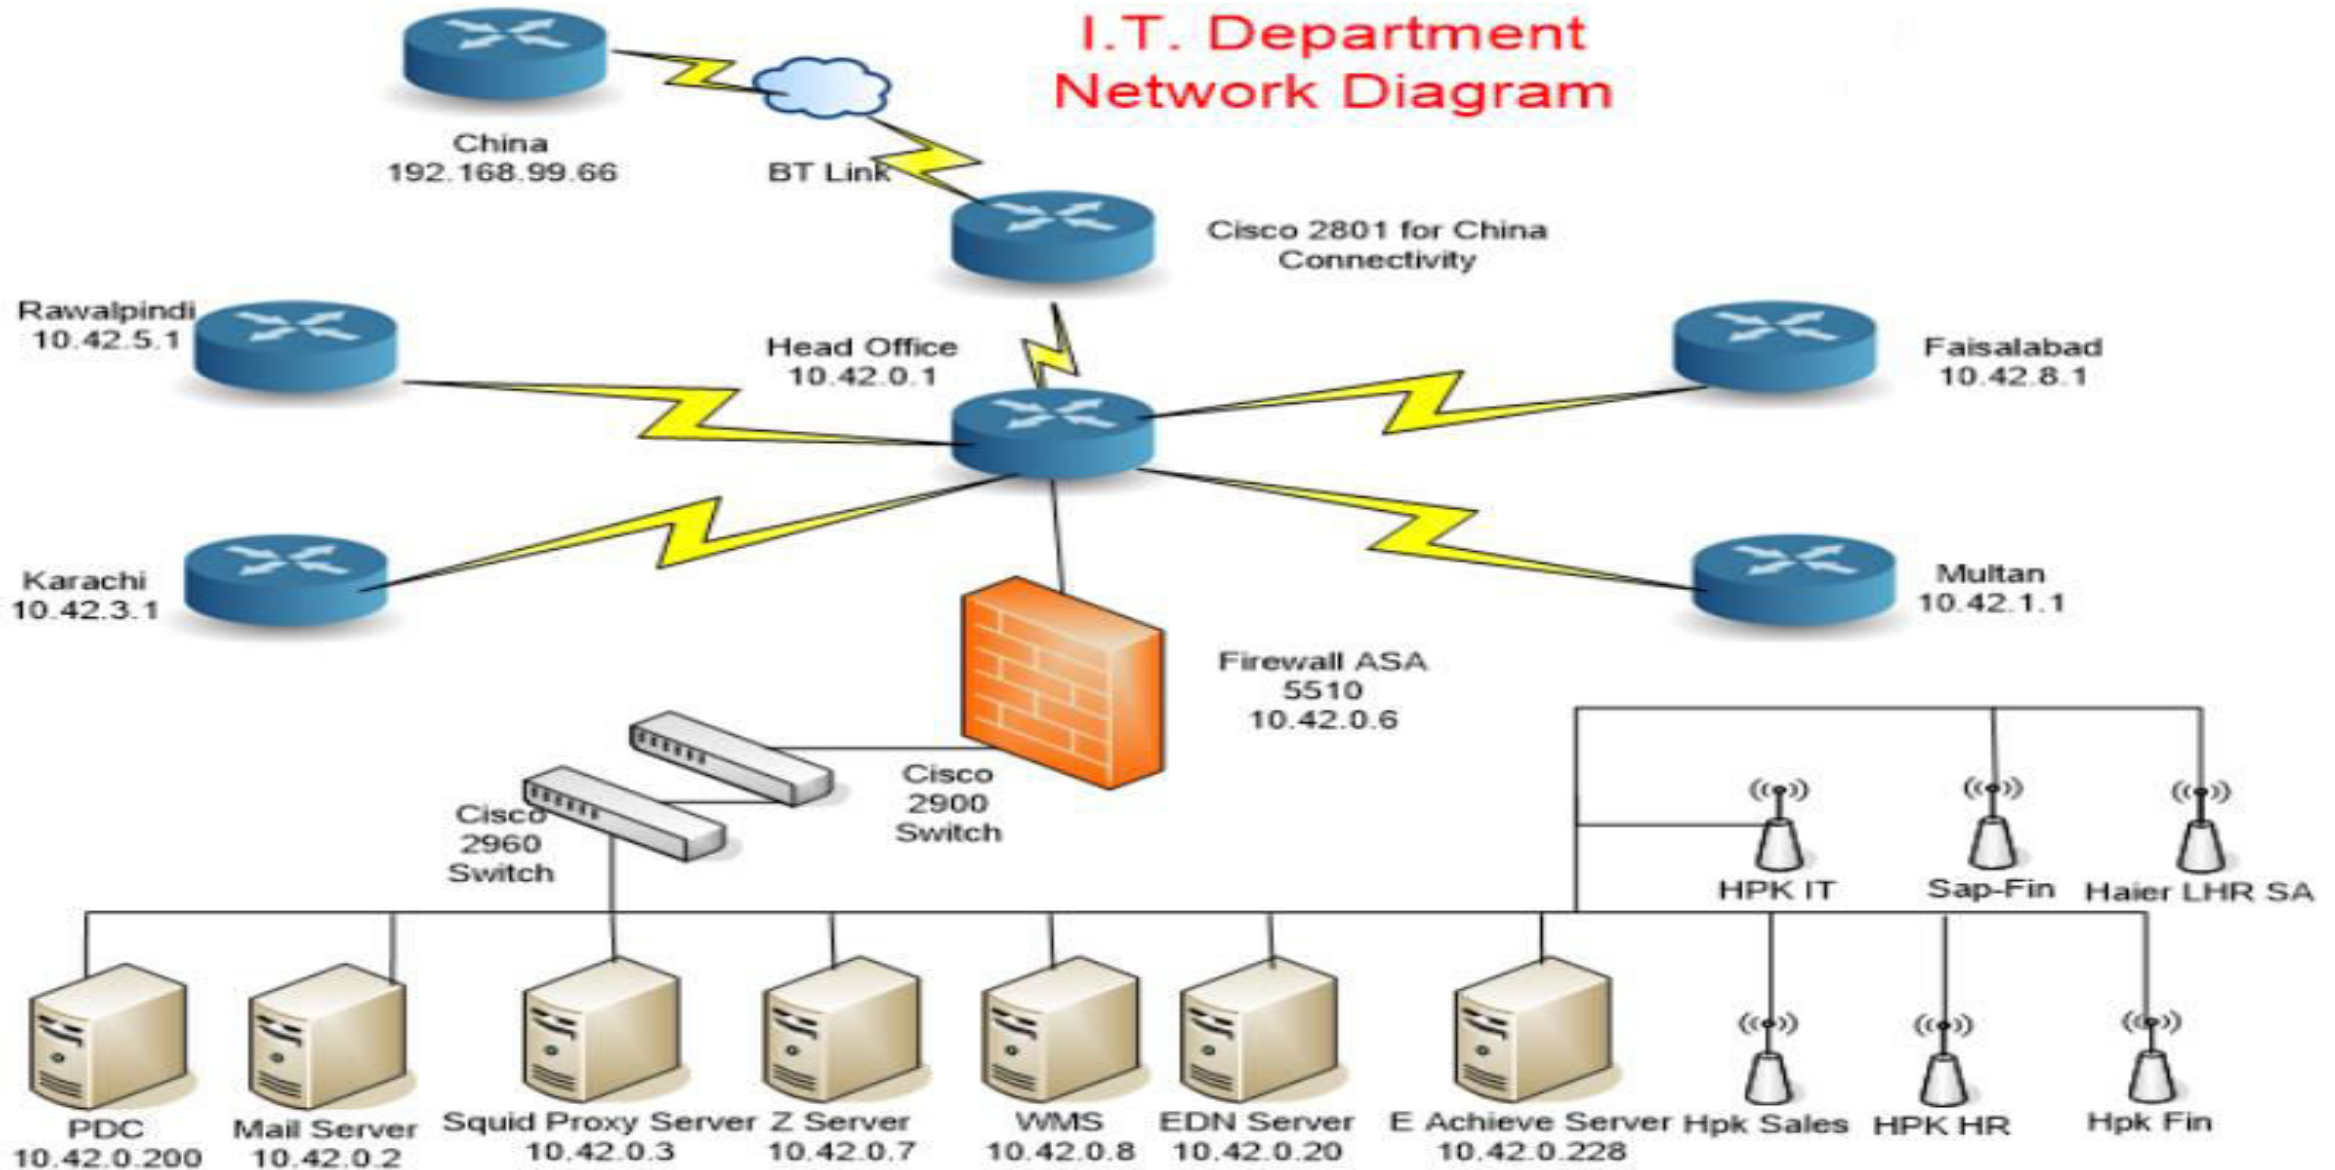 I.T. Department
Network Diagram
China
192.168.99.66
BT Link
Cisco 2801 for China
Connectivity
Rawalpindi
10.42.5.1
Head Office
10.42.0.1
Faisalabad
10.42.8.1
Karachi
10.42.3.1
Multan
10.42.1.1
Firewall ASA
5510
10.42.0.6
Cisco
2900
Switch
Cisco
2960
Switch
HPK IT
Sap-Fin
Haier LHR SA
PDC
10.42.0.200
Mail Server
10.42.0.2
Squid Proxy Server
10.42.0.3
Z Server
10.42.0.7
WMS
10.42.0.8
EDN Server
10.42.0.20
E Achieve Server
10.42.0.228
Hpk Sales
HPK HR
Hpk Fin